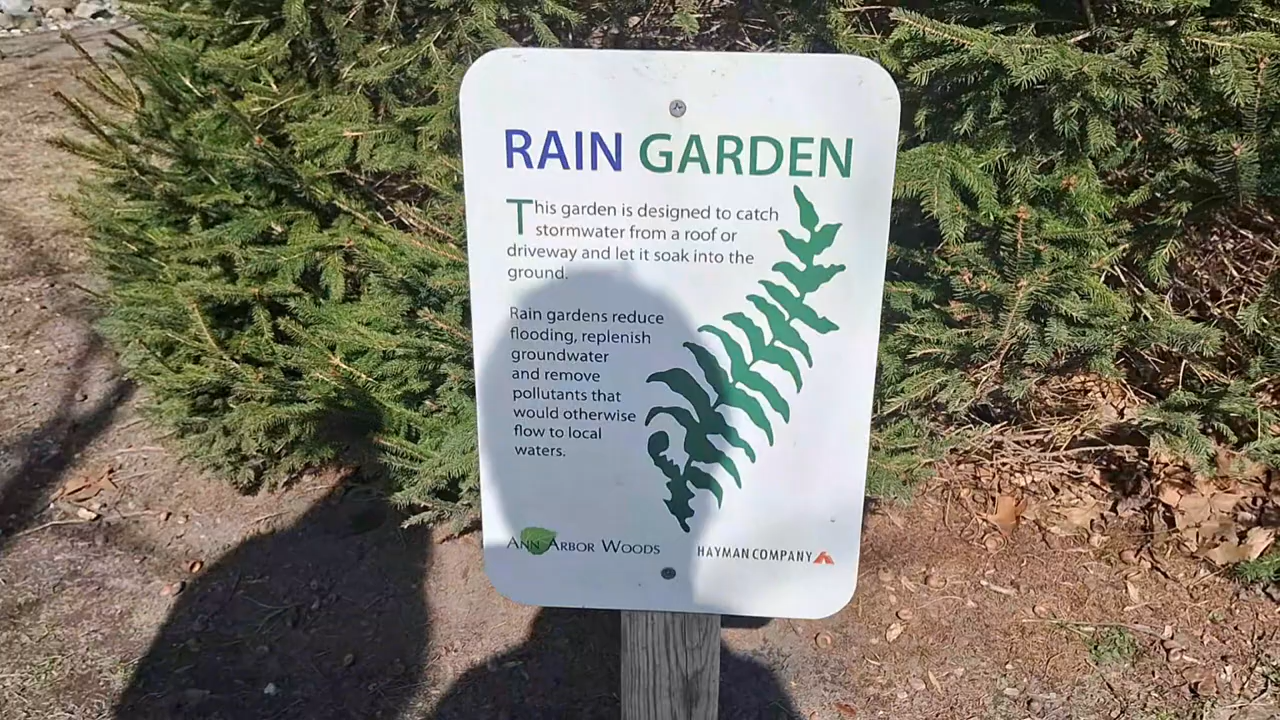 RAIN GARDEN
This garden is designed to catch
stormwater from a roof or
driveway and let it soak into the
ground.
Rain gardens reduce
flooding, replenish
groundwater
and remove
pollutants that
would otherwise
flow to local
waters.
ANN ARBOR WOODS
HAYMAN COMPANY